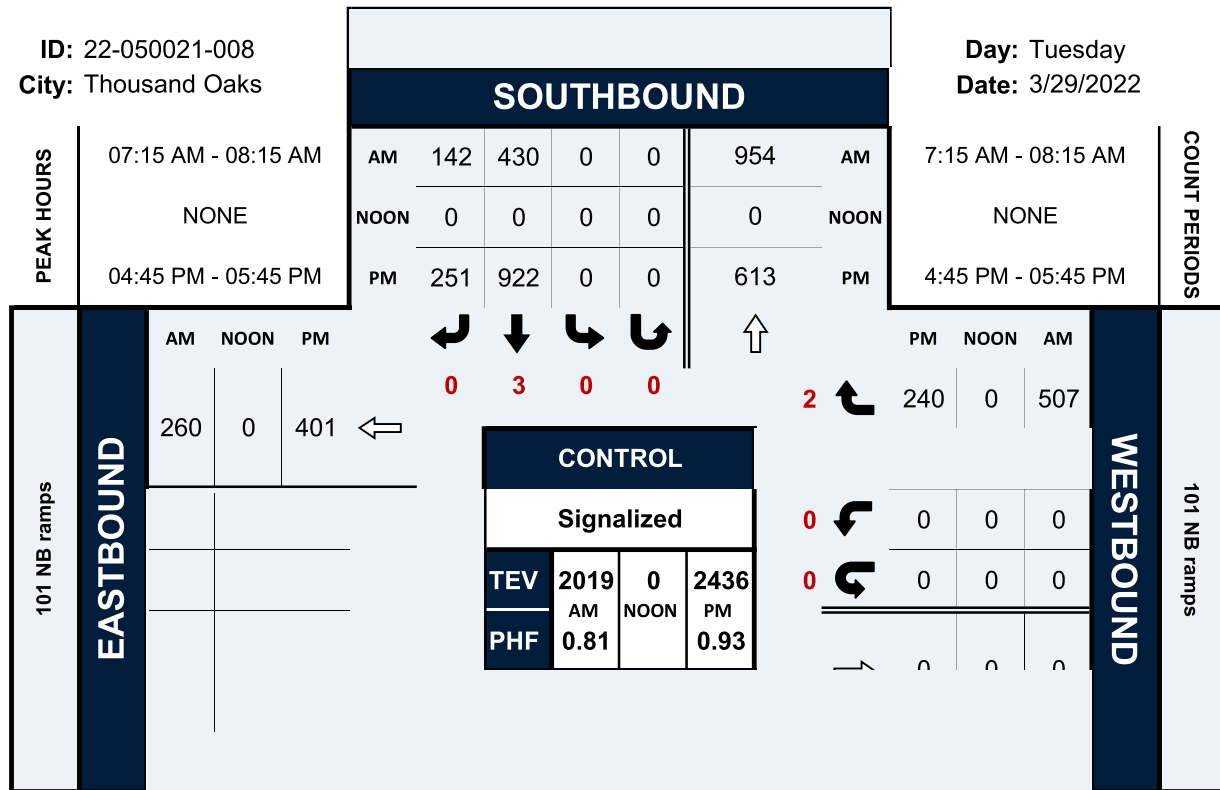 ID: 22-050021-008
City: Thousand Oaks
Day: Tuesday
Date: 3/29/2022
SOUTHBOUND
PEAK HOURS
07:15 AM - 08:15 AM
NONE
04:45 PM - 05:45 PM
AM 142 430 0 0 954 AM
NOON 0 0 0 0 0 NOON
PM 251 922 0 0 613 PM
7:15 AM - 08:15 AM
NONE
4:45 PM - 05:45 PM
COUNT PERIODS
0 3 0 0
101 NB ramps
EASTBOUND
AM NOON PM
260 0 401
CONTROL
Signalized
TEV 2019 0 2436
AM NOON PM
PHF 0.81 0.93
PM NOON AM
2 240 0 507
0 0 0 0
0 0 0 0
0 0 0
WESTBOUND
101 NB ramps